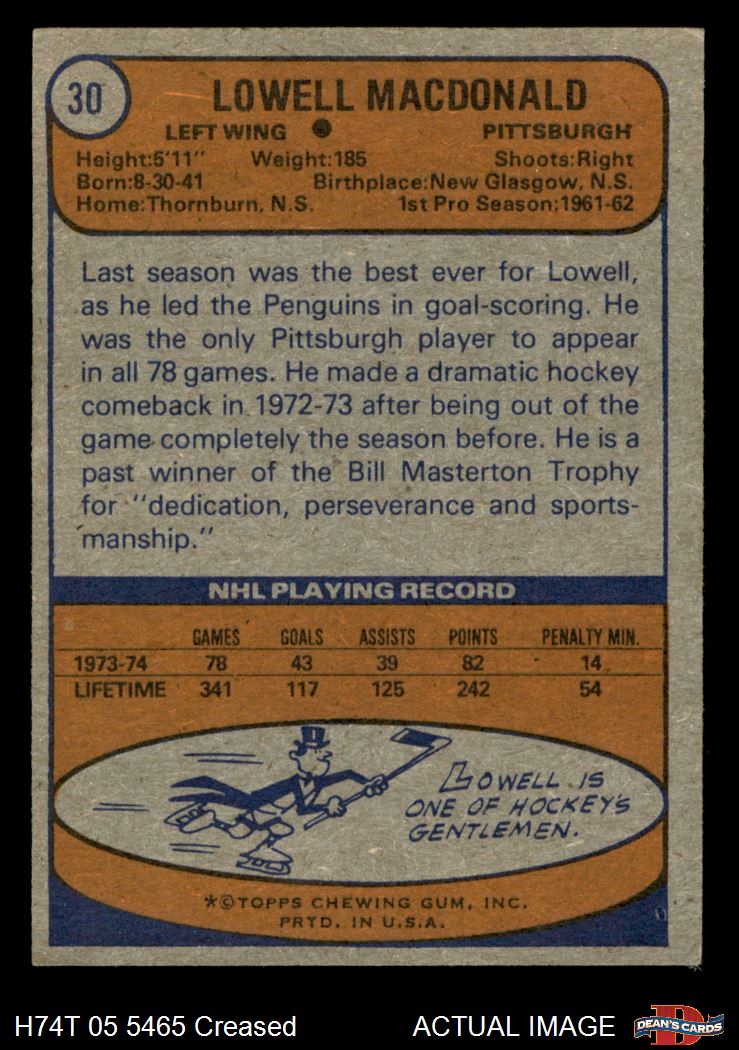 30
LOWELL MACDONALD
LEFT WING ● PITTSBURGH
Height:5'11" Weight:185 Shoots:Right
Born:8-30-41 Birthplace:New Glasgow, N.S.
Home:Thornburn, N.S. 1st Pro Season:1961-62
Last season was the best ever for Lowell,
as he led the Penguins in goal-scoring. He
was the only Pittsburgh player to appear
in all 78 games. He made a dramatic hockey
comeback in 1972-73 after being out of the
game completely the season before. He is a
past winner of the Bill Masterton Trophy
for "dedication, perseverance and sports-
manship."
NHL PLAYING RECORD
GAMES GOALS ASSISTS POINTS PENALTY MIN.
1973-74 78 43 39 82 14
LIFETIME 341 117 125 242 54
LOWELL IS
ONE OF HOCKEY'S
GENTLEMEN.
*©TOPPS CHEWING GUM, INC.
PRTD. IN U.S.A.
H74T 05 5465 Creased ACTUAL IMAGE
D
DEAN'S CARDS